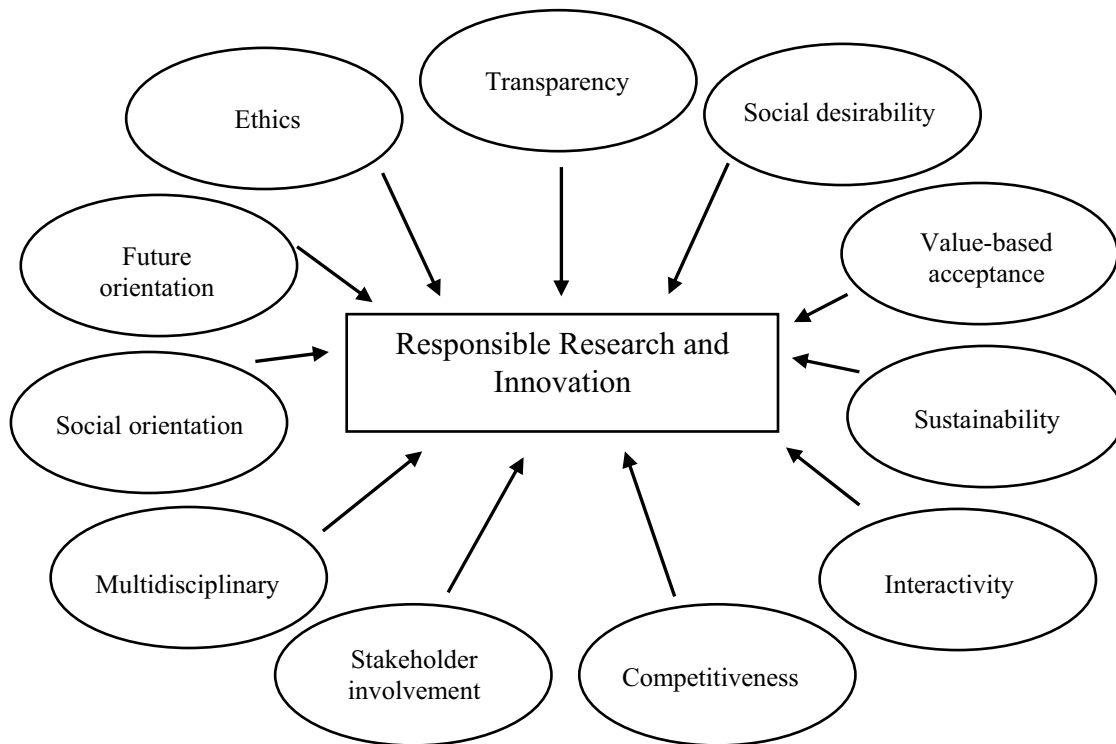 Transparency
Ethics
Social desirability
Future
orientation
Value-based
acceptance
Responsible Research and
Innovation
Social orientation
Sustainability
Multidisciplinary
Interactivity
Stakeholder
involvement
Competitiveness